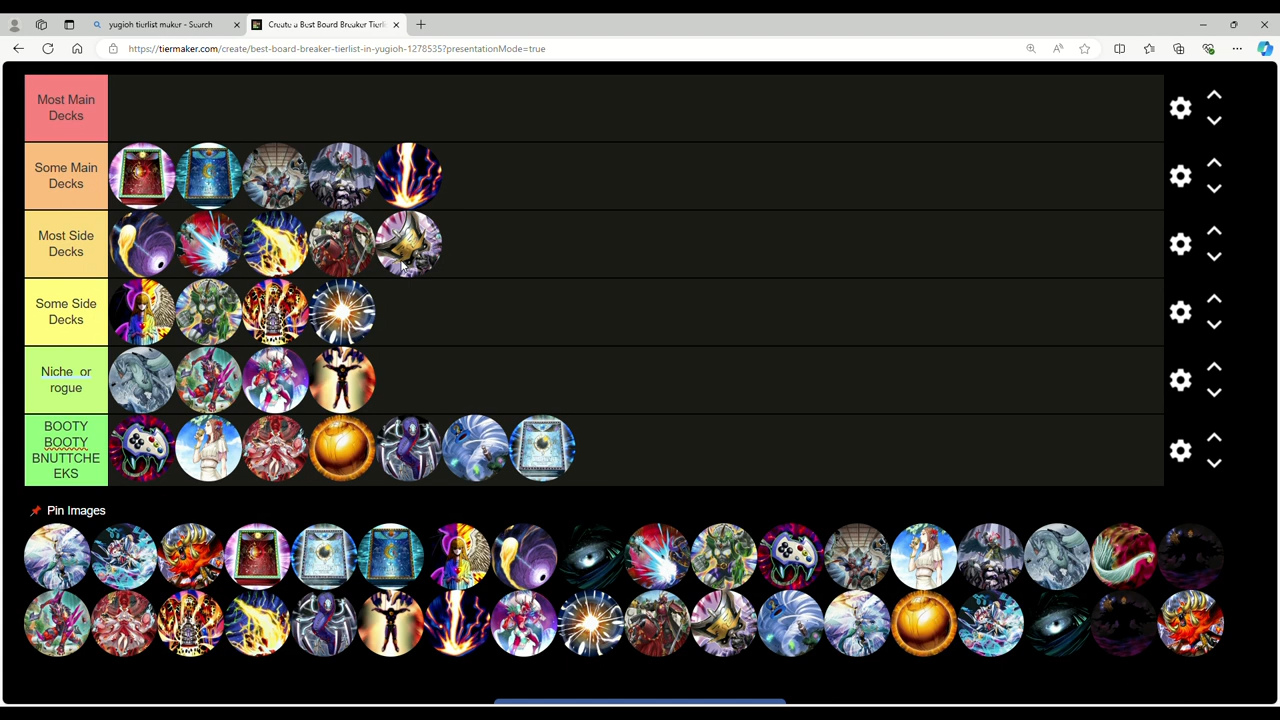 yugioh tierlist maker - Search
Create a Best Board Breaker Tierli
https://tiermaker.com/create/best-board-breaker-tierlist-in-yugioh-1278535?presentationMode=true
Most Main
Decks
Some Main
Decks
Most Side
Decks
Some Side
Decks
Niche or
rogue
BOOTY
BOOTY
BNUTTCHE
EKS
Pin Images